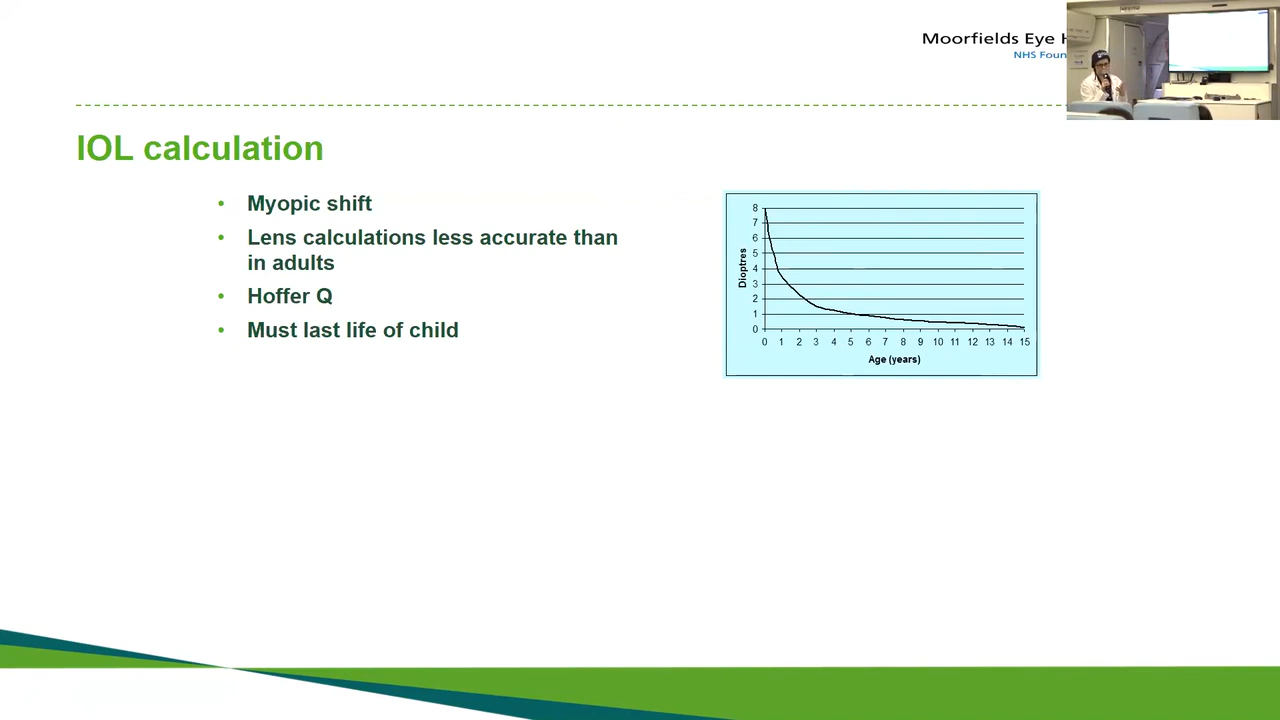 Moorfields Eye
NHS
IOL calculation
• Myopic shift
• Lens calculations less accurate than
in adults
• Hoffer Q
• Must last life of child
8
7
6
5
4
3
2
1
0
Dioptres
0 1 2 3 4 5 6 7 8 9 10 11 12 13 14 15
Age (years)